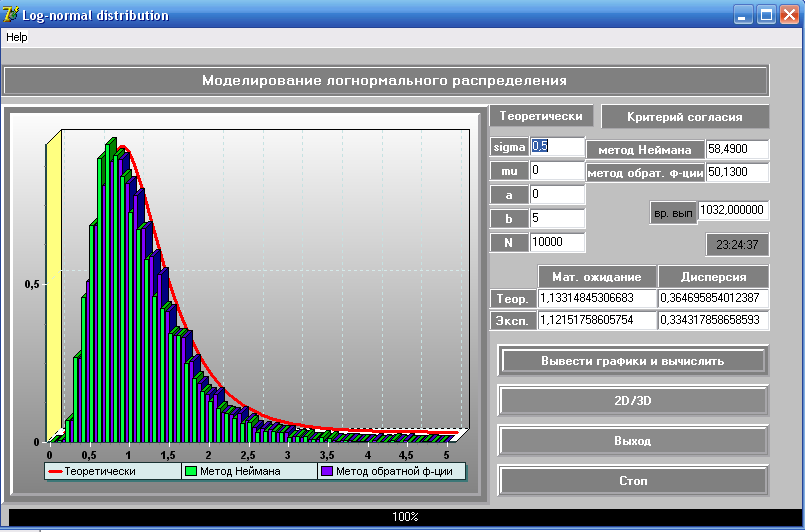 Log-normal distribution
Help
Моделирование логнормального распределения
Теоретически
Критерий согласия
sigma 0,5
метод Неймана 58,4900
mu 0
метод обрат. ф-ции 50,1300
a 0
b 5
вр. вып 1032,000000
N 10000
23:24:37
Мат. ожидание Дисперсия
Теор. 1,13314845306683 0,364695854012387
Эксп. 1,12151758605754 0,334317858658593
Вывести графики и вычислить
2D/3D
Выход
Стоп
0,5
0
0 0,5 1 1,5 2 2,5 3 3,5 4 4,5 5
Теоретически Метод Неймана Метод обратной ф-ции
100%